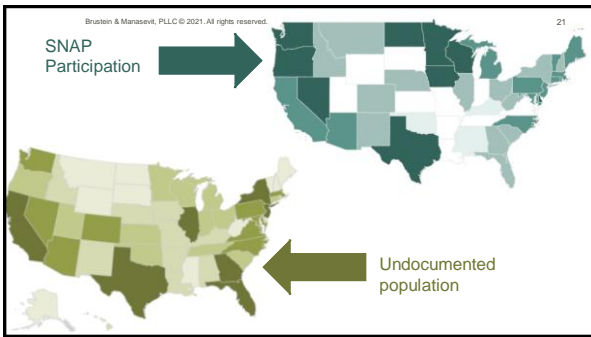 Brustein & Manasevit, PLLC © 2021. All rights reserved.
21
SNAP
Participation
Undocumented
population